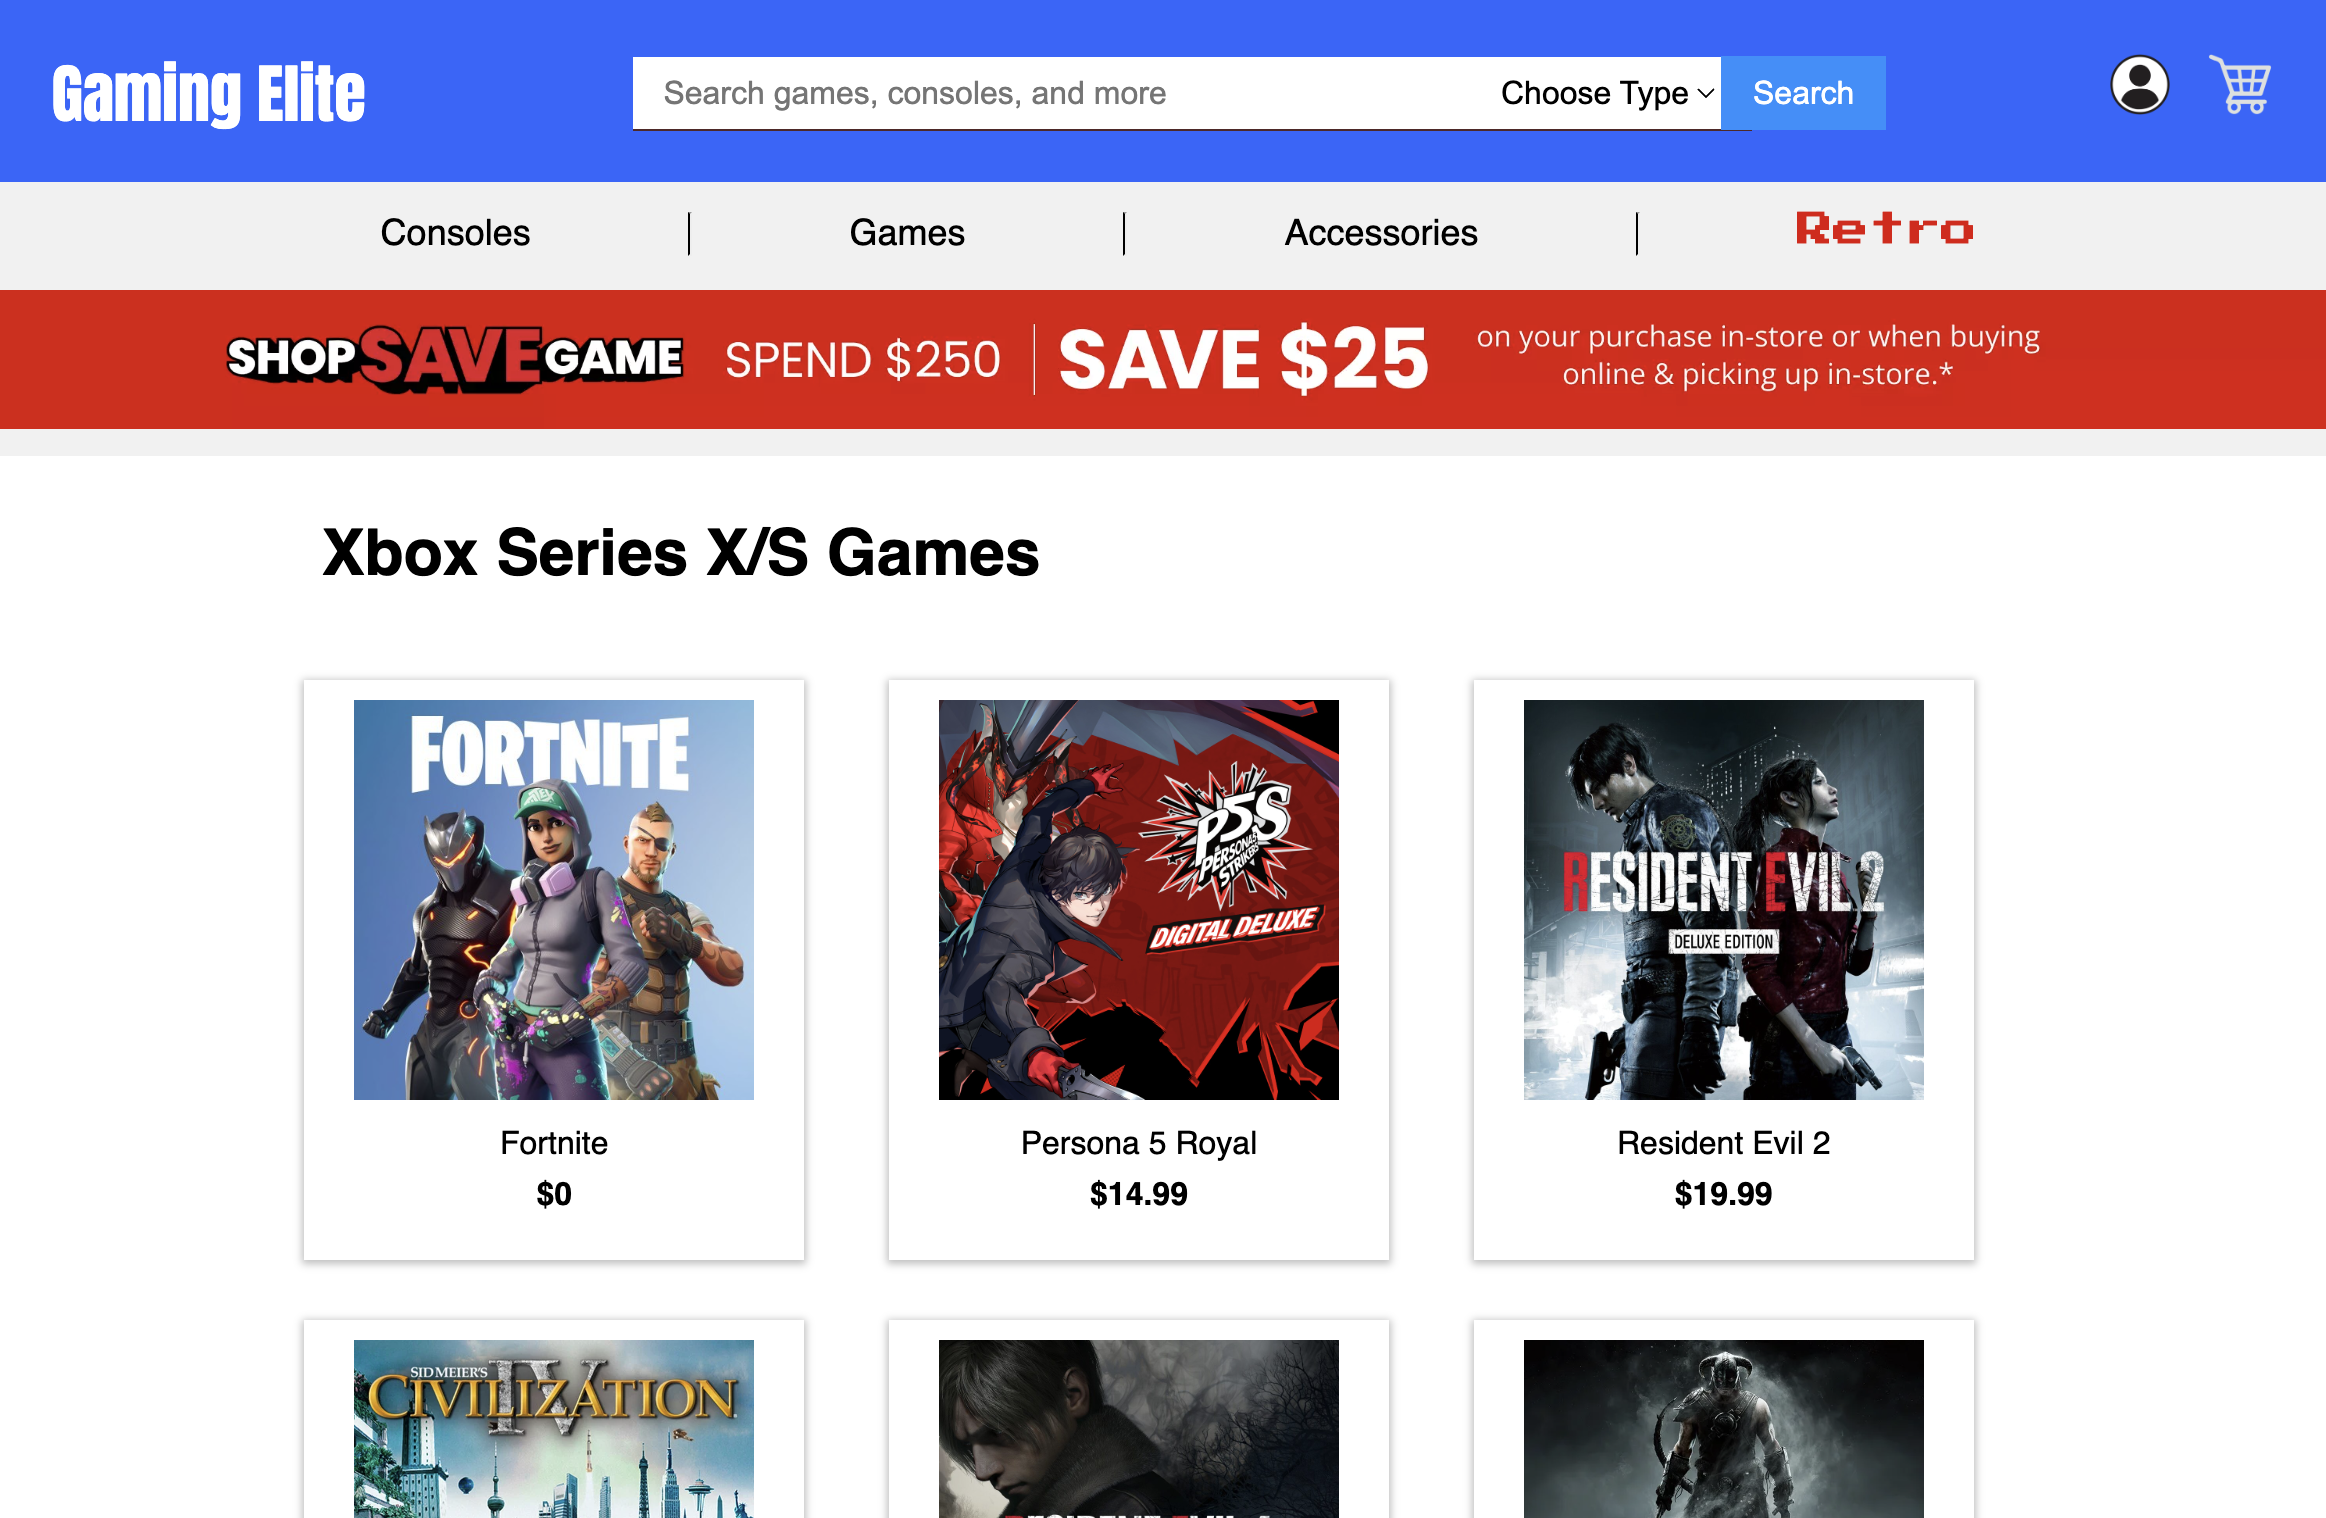 Gaming Elite
Search games, consoles, and more
Choose Type
Search
Consoles
Games
Accessories
Retro
SHOP SAVE GAME
SPEND $250
SAVE $25
on your purchase in-store or when buying
online & picking up in-store.*
Xbox Series X/S Games
FORTNITE
Fortnite
$0
P5S
PERSONA5
STRIKERS
DIGITAL DELUXE
Persona 5 Royal
$14.99
RESIDENT EVIL 2
DELUXE EDITION
Resident Evil 2
$19.99
SID MEIER'S
CIVILIZATION
IV